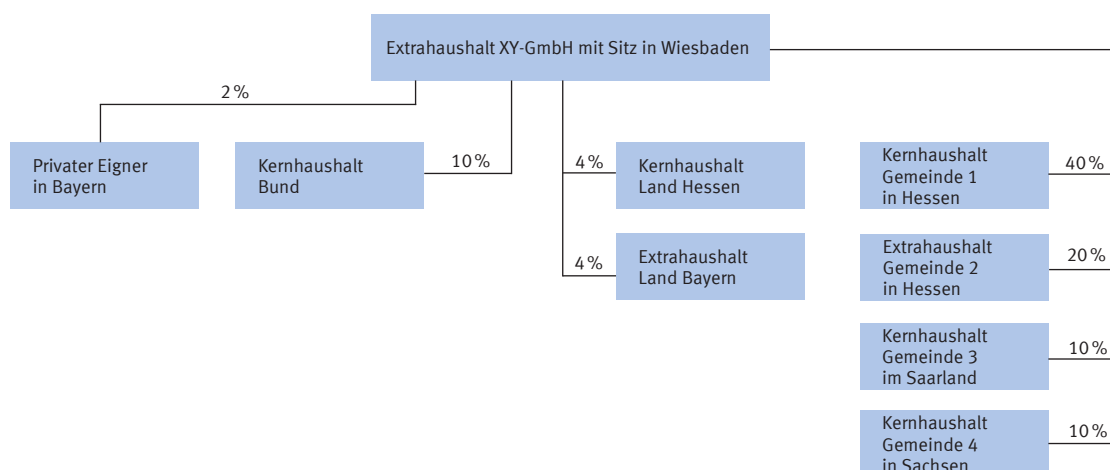 Extrahaushalt XY-GmbH mit Sitz in Wiesbaden
2 %
Privater Eigner
in Bayern
Kernhaushalt
Bund
10 %
4 %
Kernhaushalt
Land Hessen
4 %
Extrahaushalt
Land Bayern
Kernhaushalt
Gemeinde 1
in Hessen
40 %
Extrahaushalt
Gemeinde 2
in Hessen
20 %
Kernhaushalt
Gemeinde 3
im Saarland
10 %
Kernhaushalt
Gemeinde 4
in Sachsen
10 %